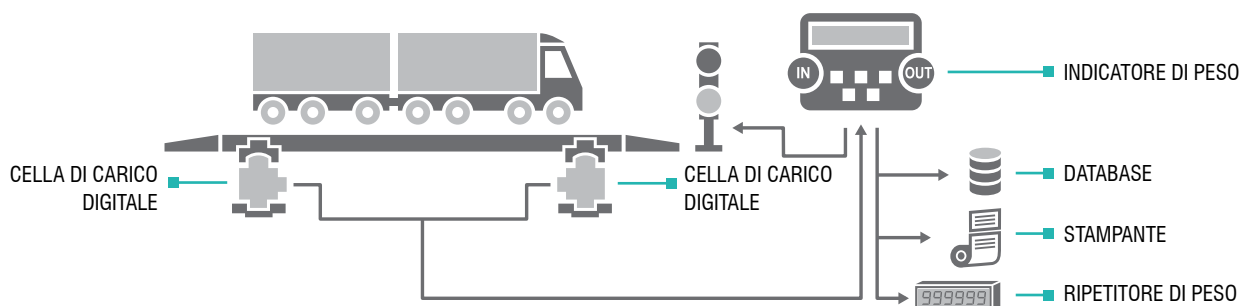 IN
OUT
INDICATORE DI PESO
CELLA DI CARICO
DIGITALE
CELLA DI CARICO
DIGITALE
DATABASE
STAMPANTE
RIPETITORE DI PESO
999999